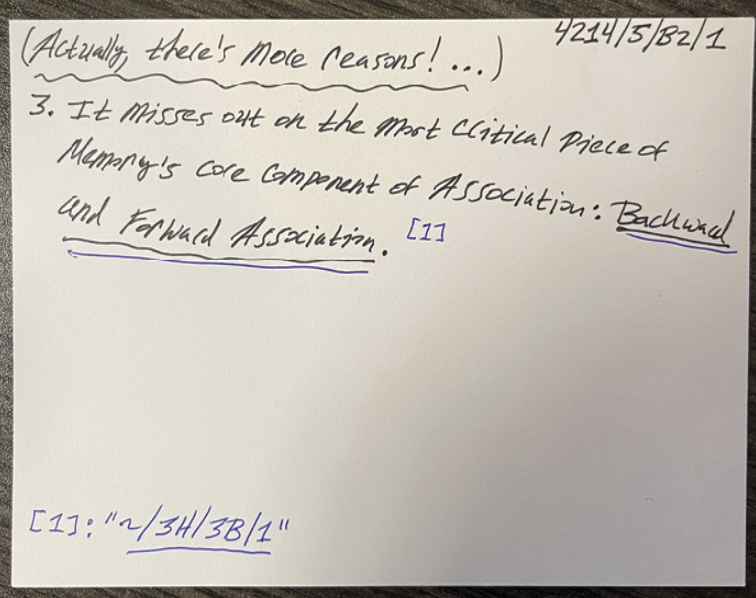 4214/5/B2/1
(Actually, there's more reasons! ...)
3. It misses out on the most critical piece of
Memory's core component of Association: Backward
and Forward Association. [1]
[1]: "~/3H/3B/1"